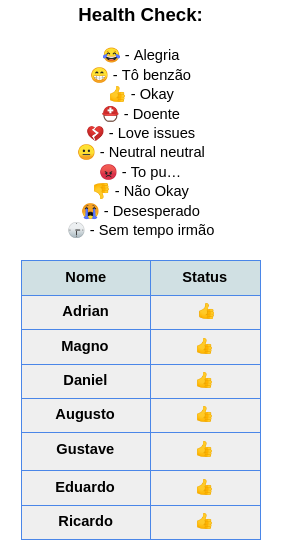 Health Check:
😂 - Alegria
😁 - Tô benzão
👍 - Okay
⛑ - Doente
💔 - Love issues
😐 - Neutral neutral
😡 - To pu…
👎 - Não Okay
😭 - Desesperado
🕝 - Sem tempo irmão
Nome Status
Adrian 👍
Magno 👍
Daniel 👍
Augusto 👍
Gustave 👍
Eduardo 👍
Ricardo 👍